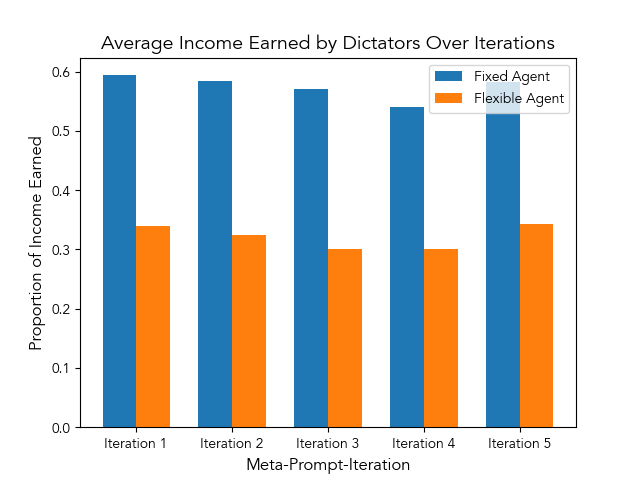 Average Income Earned by Dictators Over Iterations
Fixed Agent
Flexible Agent
Proportion of Income Earned
0.6
0.5
0.4
0.3
0.2
0.1
0.0
Iteration 1 Iteration 2 Iteration 3 Iteration 4 Iteration 5
Meta-Prompt-Iteration